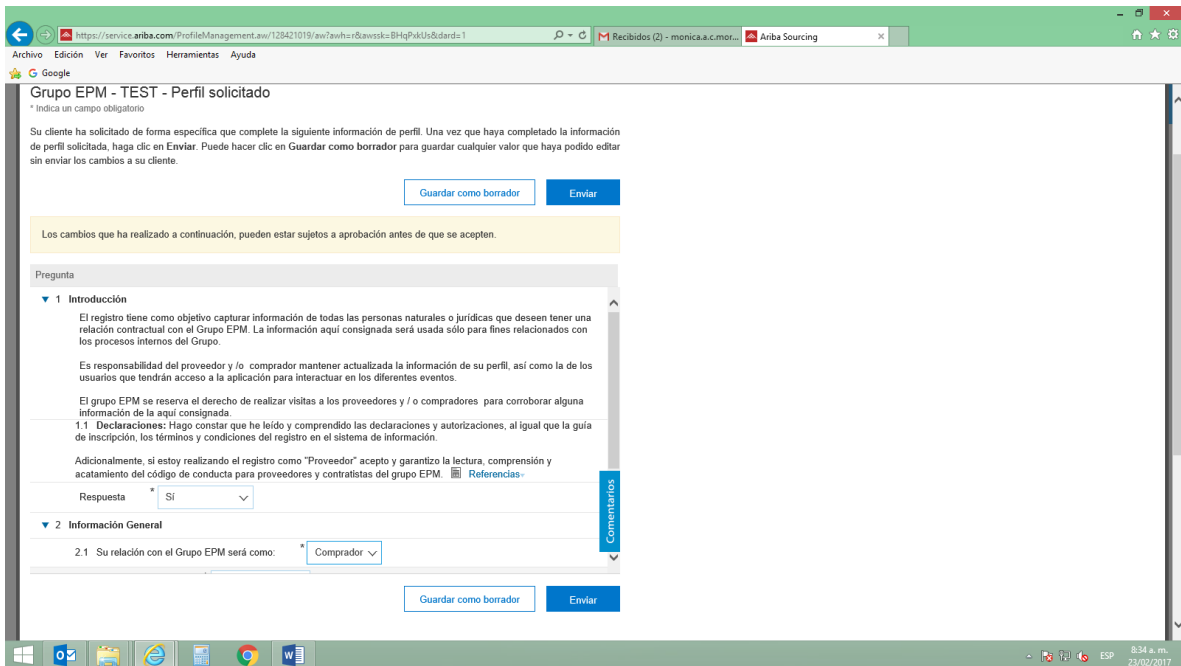 https://service.ariba.com/ProfileManagement.aw/128421019/aw?awh=r&awssk=BHqPxkUs&dard=1
Recibidos (2) - monica.a.c.mor...
Ariba Sourcing
Archivo Edición Ver Favoritos Herramientas Ayuda
Google
Grupo EPM - TEST - Perfil solicitado
* Indica un campo obligatorio
Su cliente ha solicitado de forma específica que complete la siguiente información de perfil. Una vez que haya completado la información
de perfil solicitada, haga clic en Enviar. Puede hacer clic en Guardar como borrador para guardar cualquier valor que haya podido editar
sin enviar los cambios a su cliente.
Guardar como borrador
Enviar
Los cambios que ha realizado a continuación, pueden estar sujetos a aprobación antes de que se acepten.
Pregunta
1 Introducción
El registro tiene como objetivo capturar información de todas las personas naturales o jurídicas que deseen tener una
relación contractual con el Grupo EPM. La información aquí consignada será usada sólo para fines relacionados con
los procesos internos del Grupo.
Es responsabilidad del proveedor y /o comprador mantener actualizada la información de su perfil, así como la de los
usuarios que tendrán acceso a la aplicación para interactuar en los diferentes eventos.
El grupo EPM se reserva el derecho de realizar visitas a los proveedores y / o compradores para corroborar alguna
información de la aquí consignada.
1.1 Declaraciones: Hago constar que he leído y comprendido las declaraciones y autorizaciones, al igual que la guía
de inscripción, los términos y condiciones del registro en el sistema de información.
Adicionalmente, si estoy realizando el registro como "Proveedor" acepto y garantizo la lectura, comprensión y
acatamiento del código de conducta para proveedores y contratistas del grupo EPM. Referencias
Respuesta * Sí
Comentarios
2 Información General
2.1 Su relación con el Grupo EPM será como: * Comprador
Guardar como borrador
Enviar
ESP
8:34 a. m.
23/02/2017